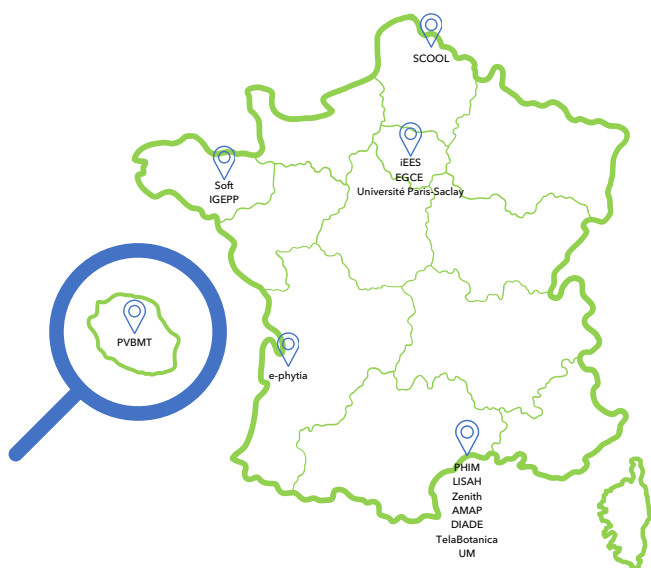 SCOOL
iEES
EGCE
Université Paris-Saclay
Soft
IGEPP
PVBMT
e-phytia
PHIM
LISAH
Zenith
AMAP
DIADE
TelaBotanica
UM